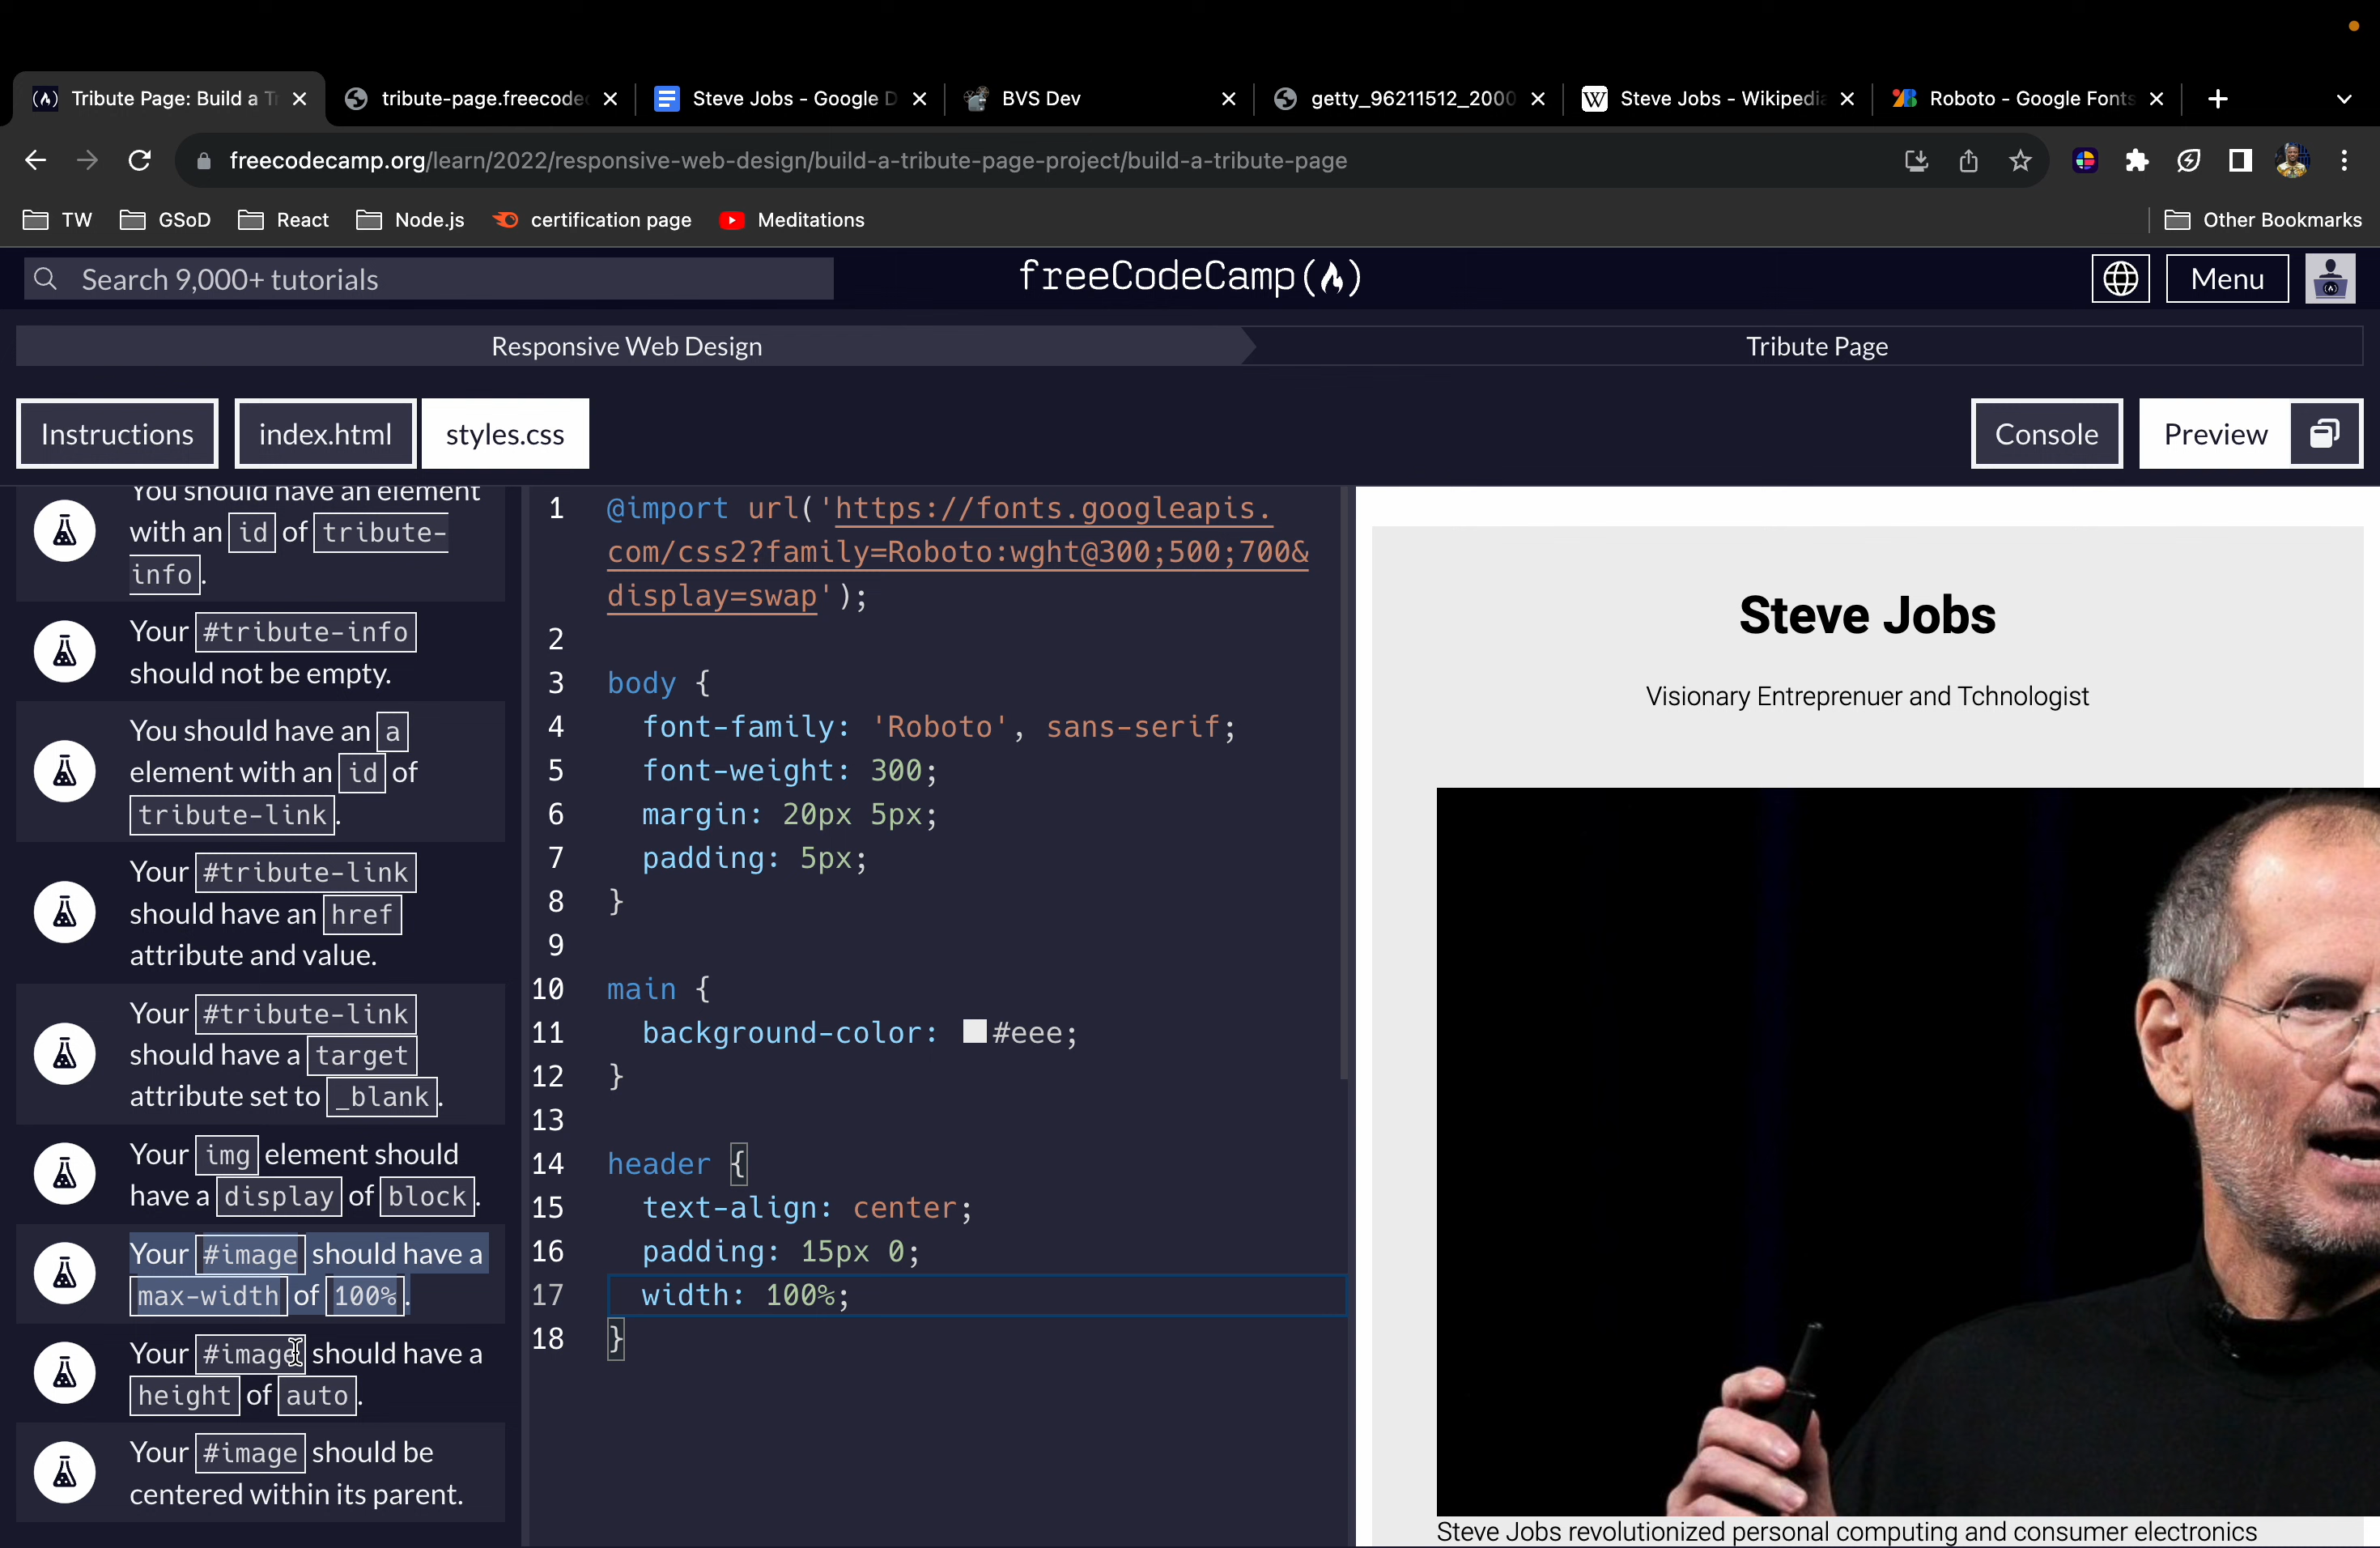 Tribute Page: Build a Tr
tribute-page.freecodec
Steve Jobs - Google D
BVS Dev
getty_96211512_2000
Steve Jobs - Wikipedia
Roboto - Google Fonts
freecodecamp.org/learn/2022/responsive-web-design/build-a-tribute-page-project/build-a-tribute-page
TW
GSoD
React
Node.js
certification page
Meditations
Other Bookmarks
Search 9,000+ tutorials
freeCodeCamp
Menu
Responsive Web Design
Tribute Page
Instructions
index.html
styles.css
Console
Preview
You should have an element
with an id of tribute-
info.
Your #tribute-info
should not be empty.
You should have an a
element with an id of
tribute-link.
Your #tribute-link
should have an href
attribute and value.
Your #tribute-link
should have a target
attribute set to _blank.
Your img element should
have a display of block.
Your #image should have a
max-width of 100%.
Your #image should have a
height of auto.
Your #image should be
centered within its parent.
1 @import url('https://fonts.googleapis.
com/css2?family=Roboto:wght@300;500;700&
display=swap');
2
3 body {
4 font-family: 'Roboto', sans-serif;
5 font-weight: 300;
6 margin: 20px 5px;
7 padding: 5px;
8 }
9
10 main {
11 background-color: #eee;
12 }
13
14 header {
15 text-align: center;
16 padding: 15px 0;
17 width: 100%;
18 }
Steve Jobs
Visionary Entreprenuer and Tchnologist
Steve Jobs revolutionized personal computing and consumer electronics